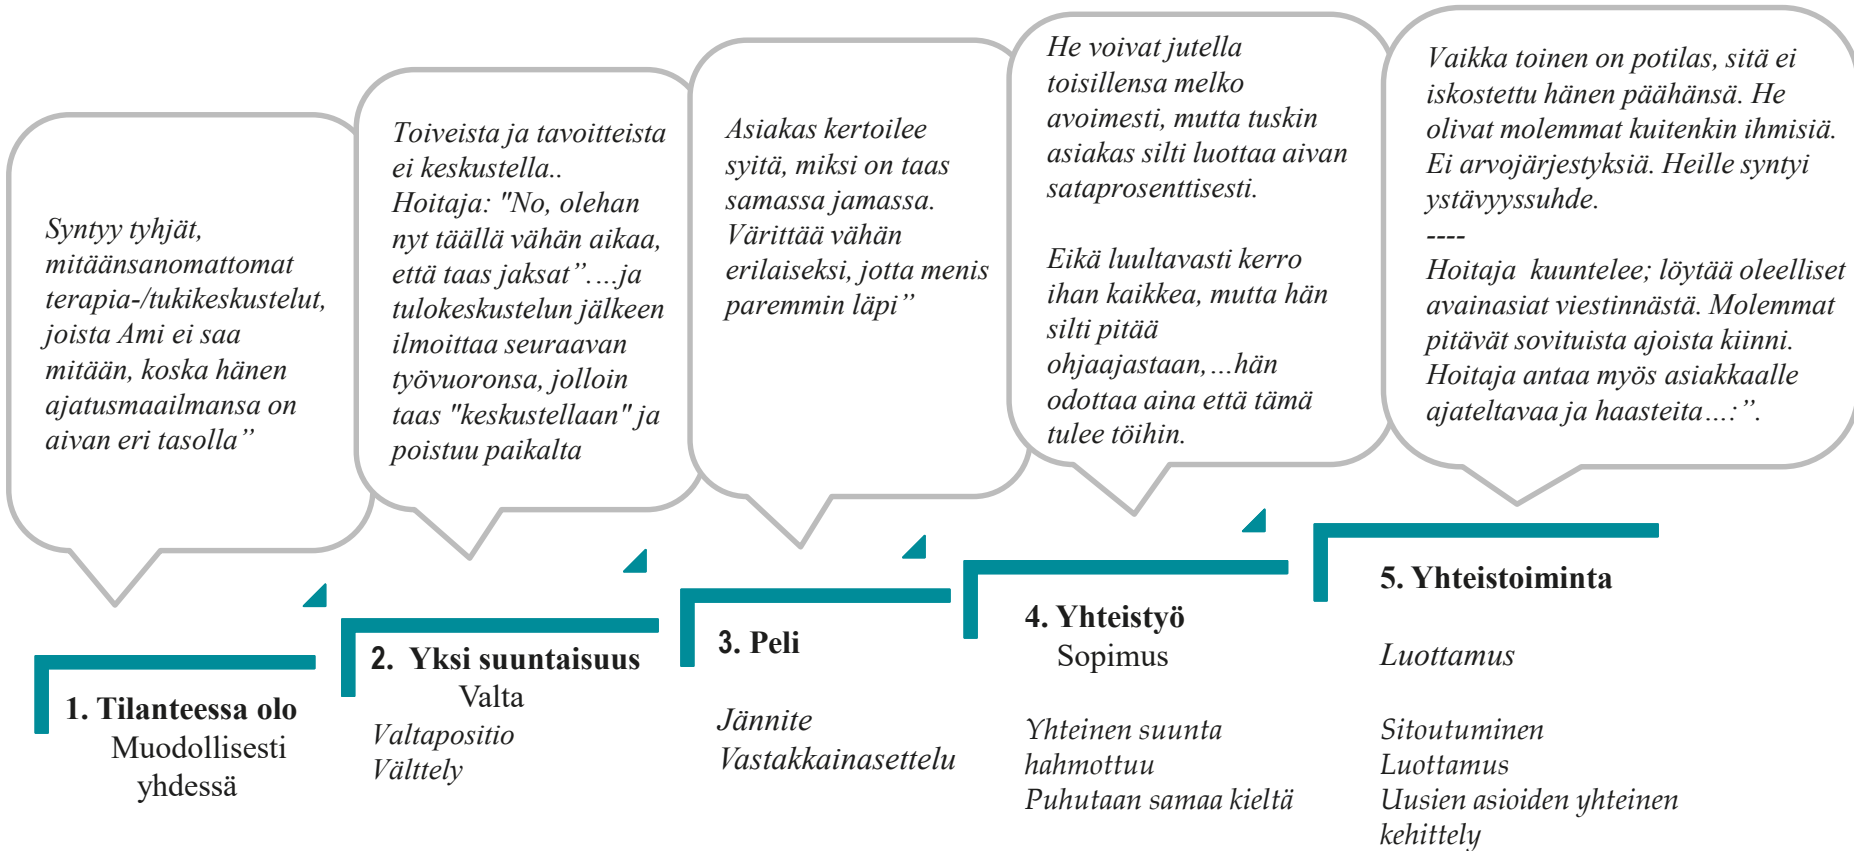 Syntyy tyhjät,
mitäänsanomattomat
terapia-/tukikeskustelut,
joista Ami ei saa
mitään, koska hänen
ajatusmaailmansa on
aivan eri tasolla”
Toiveista ja tavoitteista
ei keskustella..
Hoitaja: "No, olehan
nyt täällä vähän aikaa,
että taas jaksat”….ja
tulokeskustelun jälkeen
ilmoittaa seuraavan
työvuoronsa, jolloin
taas "keskustellaan" ja
poistuu paikalta
Asiakas kertoilee
syitä, miksi on taas
samassa jamassa.
Värittää vähän
erilaiseksi, jotta menis
paremmin läpi”
He voivat jutella
toisillensa melko
avoimesti, mutta tuskin
asiakas silti luottaa aivan
sataprosenttisesti.
Eikä luultavasti kerro
ihan kaikkea, mutta hän
silti pitää
ohjaajastaan,…hän
odottaa aina että tämä
tulee töihin.
Vaikka toinen on potilas, sitä ei
iskostettu hänen päähänsä. He
olivat molemmat kuitenkin ihmisiä.
Ei arvojärjestyksiä. Heille syntyi
ystävyyssuhde.
----
Hoitaja kuuntelee; löytää oleelliset
avainasiat viestinnästä. Molemmat
pitävät sovituista ajoista kiinni.
Hoitaja antaa myös asiakkaalle
ajateltavaa ja haasteita…:”.
1. Tilanteessa olo
Muodollisesti
yhdessä
2. Yksi suuntaisuus
Valta
Valtapositio
Välttely
3. Peli
Jännite
Vastakkainasettelu
4. Yhteistyö
Sopimus
Yhteinen suunta
hahmottuu
Puhutaan samaa kieltä
5. Yhteistoiminta
Luottamus
Sitoutuminen
Luottamus
Uusien asioiden yhteinen
kehittely